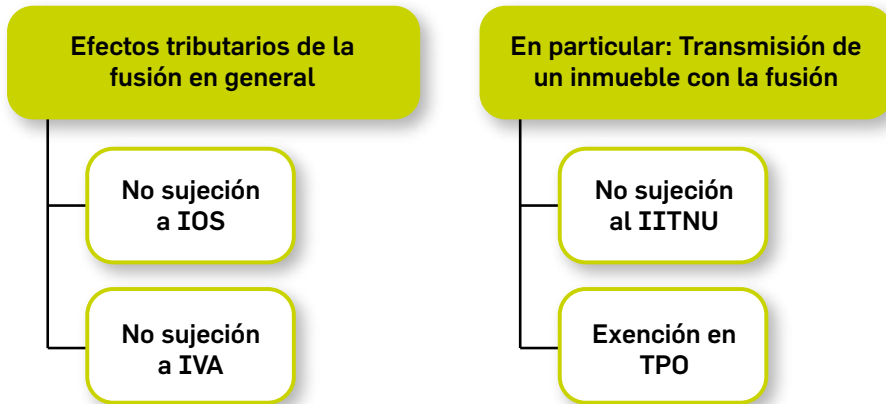 Efectos tributarios de la
fusión en general
No sujeción
a IOS
No sujeción
a IVA
En particular: Transmisión de
un inmueble con la fusión
No sujeción
al IITNU
Exención en
TPO